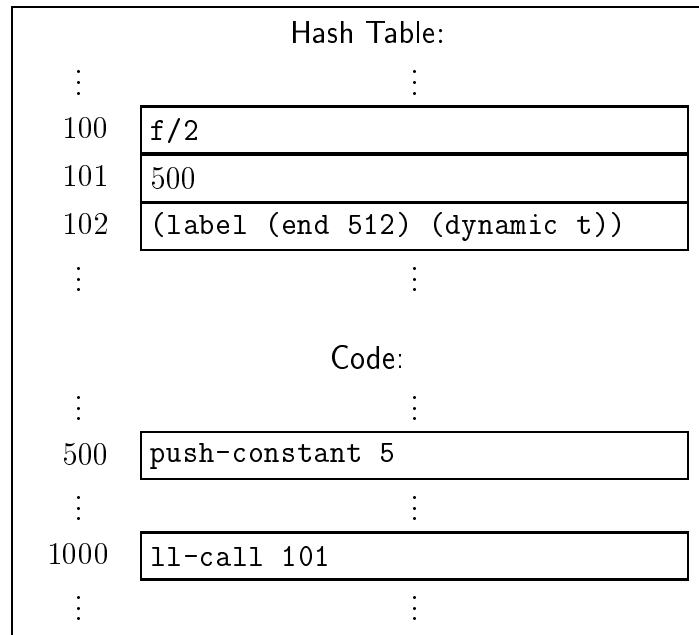 Hash Table:
⋮ ⋮
100 f/2
101 500
102 (label (end 512) (dynamic t))
⋮ ⋮
Code:
⋮ ⋮
500 push-constant 5
⋮ ⋮
1000 ll-call 101
⋮ ⋮